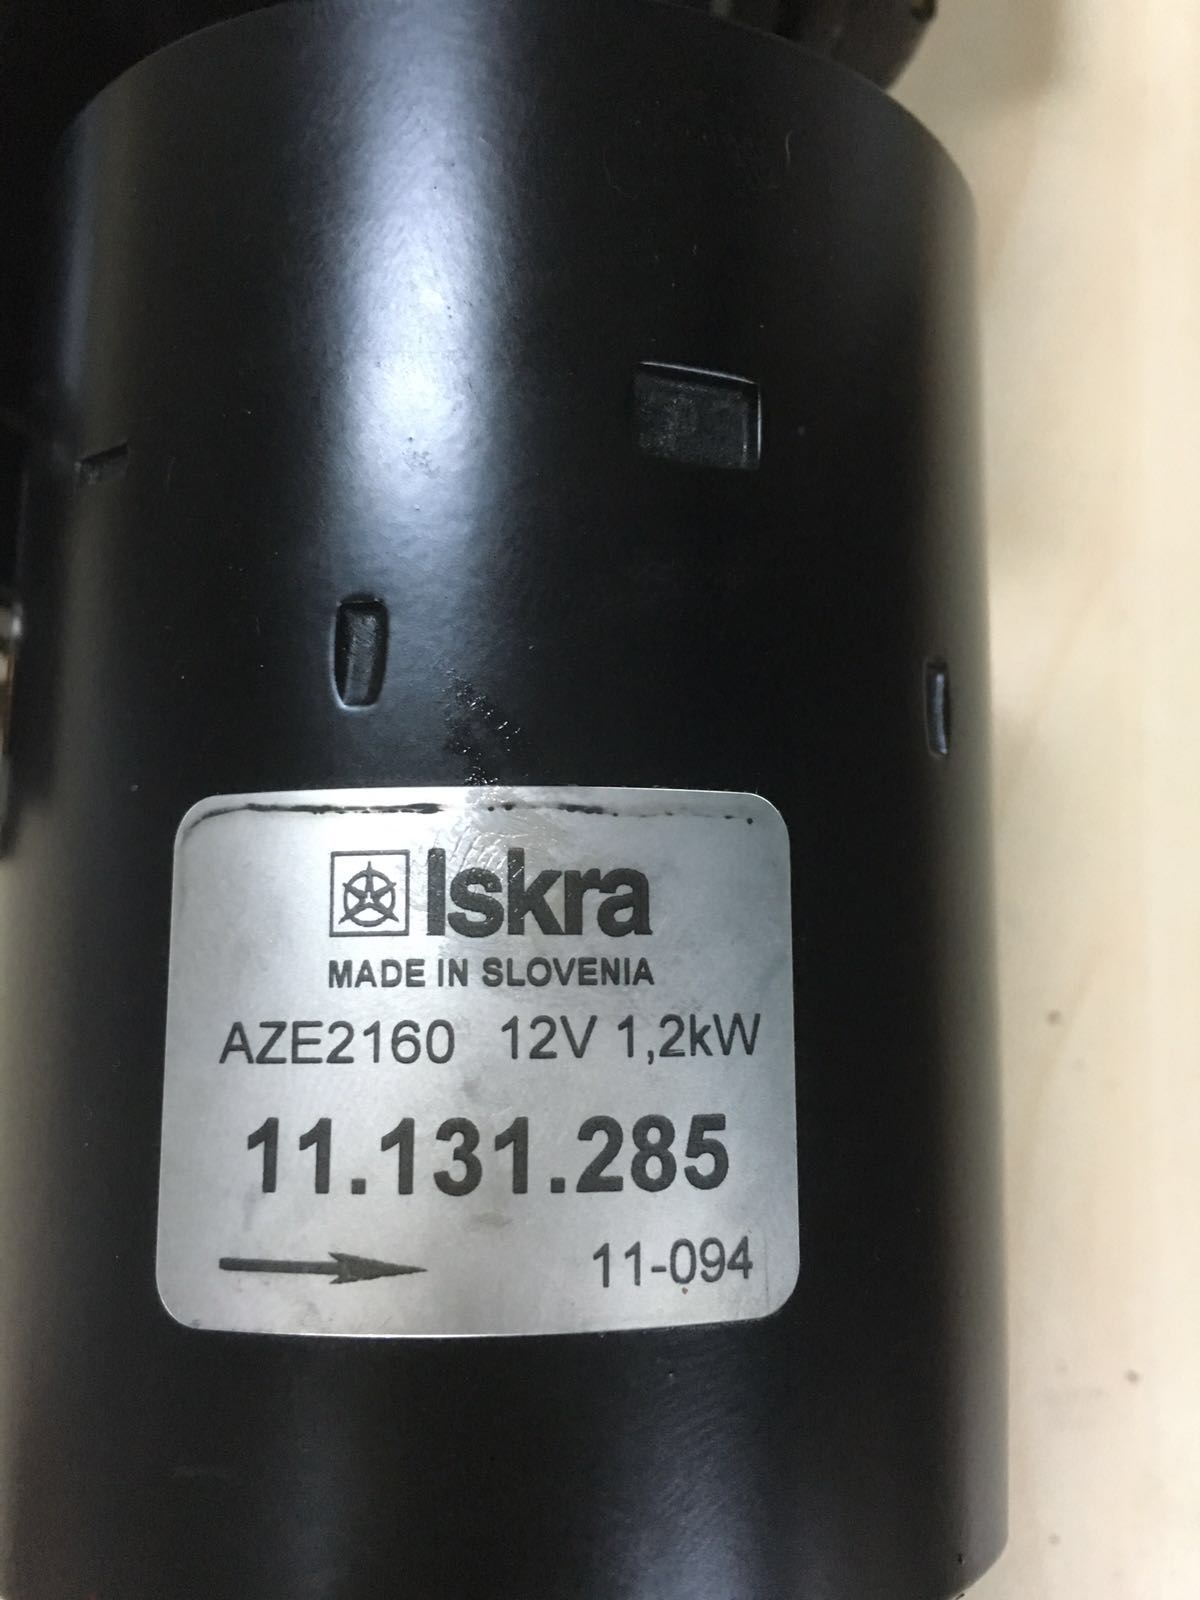 Iskra
MADE IN SLOVENIA
AZE2160 12V 1,2kW
11.131.285
11-094